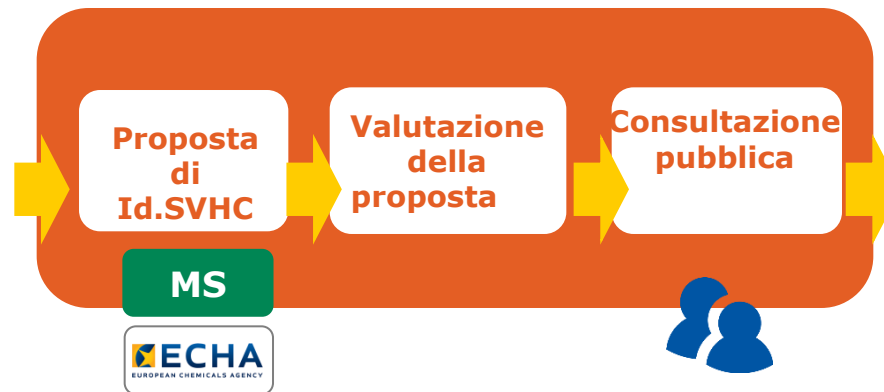 Proposta
di
Id.SVHC
Valutazione
della
proposta
Consultazione
pubblica
MS
ECHA
EUROPEAN CHEMICALS AGENCY